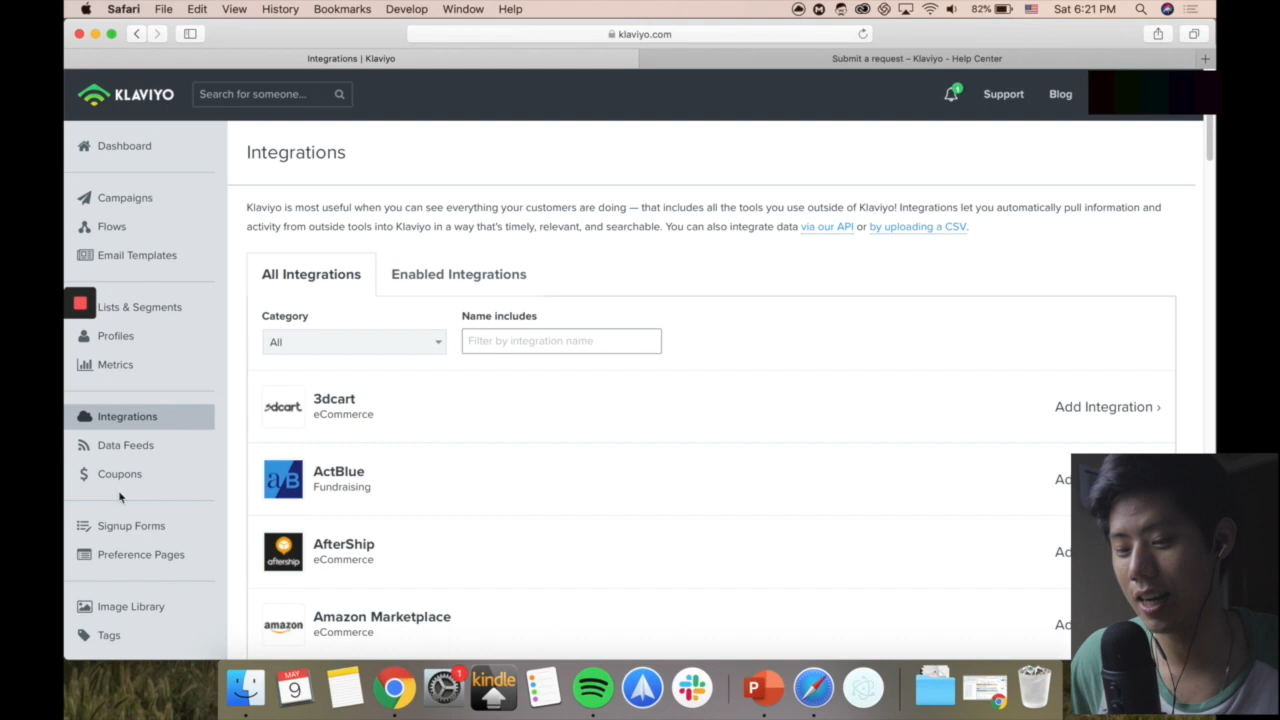 Safari File Edit View History Bookmarks Develop Window Help 82% Sat 6:21 PM
klaviyo.com
Integrations | Klaviyo
Submit a request – Klaviyo - Help Center
KLAVIYO
Search for someone...
1
Support
Blog
Dashboard
Campaigns
Flows
Email Templates
Lists & Segments
Profiles
Metrics
Integrations
Data Feeds
Coupons
Signup Forms
Preference Pages
Image Library
Tags
Integrations
Klaviyo is most useful when you can see everything your customers are doing — that includes all the tools you use outside of Klaviyo! Integrations let you automatically pull information and
activity from outside tools into Klaviyo in a way that's timely, relevant, and searchable. You can also integrate data via our API or by uploading a CSV.
All Integrations
Enabled Integrations
Category
Name includes
All
Filter by integration name
3dcart.
3dcart
eCommerce
Add Integration ›
a/B
ActBlue
Fundraising
Ad
aftership
AfterShip
eCommerce
Ad
amazon
Amazon Marketplace
eCommerce
Ad
MAY
9
1
kindle
P